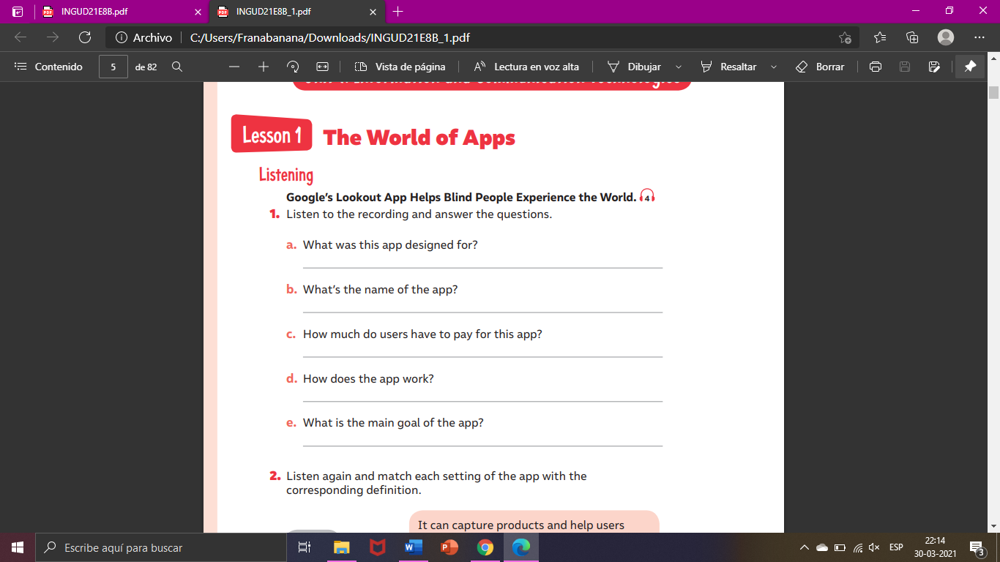 INGUD21E8B.pdf
INGUD21E8B_1.pdf
Archivo
C:/Users/Franabanana/Downloads/INGUD21E8B_1.pdf
Contenido
5
de 82
Vista de página
Lectura en voz alta
Dibujar
Resaltar
Borrar
Lesson 1
The World of Apps
Listening
Google's Lookout App Helps Blind People Experience the World. 4
1. Listen to the recording and answer the questions.
a. What was this app designed for?
b. What's the name of the app?
c. How much do users have to pay for this app?
d. How does the app work?
e. What is the main goal of the app?
2. Listen again and match each setting of the app with the
corresponding definition.
It can capture products and help users
Escribe aquí para buscar
ESP
22:14
30-03-2021
3